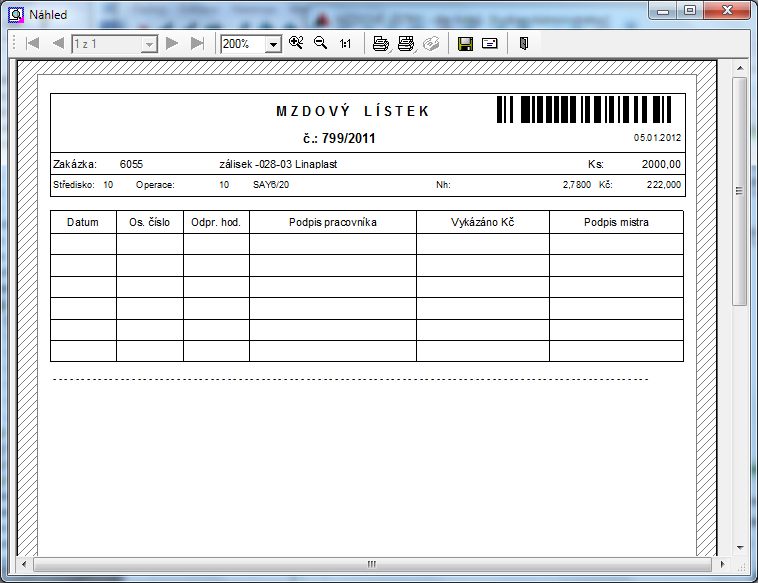 Náhled
1 z 1
200%
1:1
MZDOVÝ LÍSTEK
č.: 799/2011
05.01.2012
Zakázka: 6055 zálisek -028-03 Linaplast Ks: 2000,00
Středisko: 10 Operace: 10 SAY6/20 Nh: 2,7800 Kč: 222,000
Datum Os. číslo Odpr. hod. Podpis pracovníka Vykázáno Kč Podpis mistra